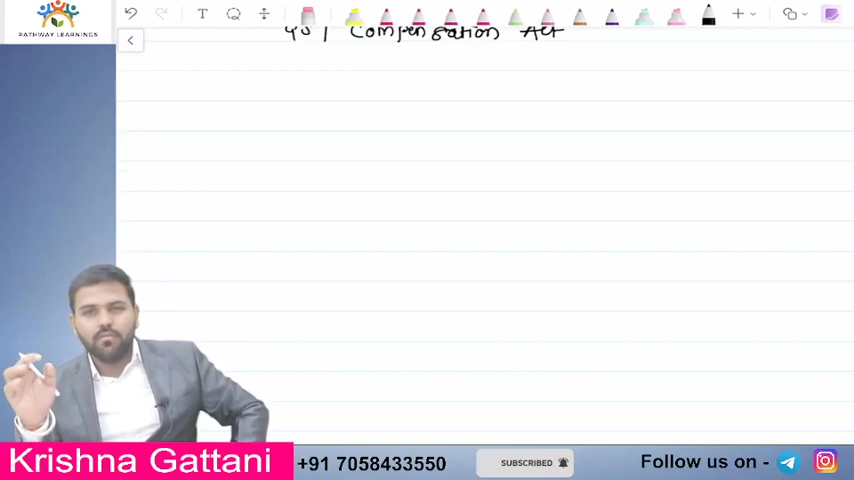 PATHWAY LEARNINGS
T
Compensation Act
Krishna Gattani
+91 7058433550
SUBSCRIBED
Follow us on -